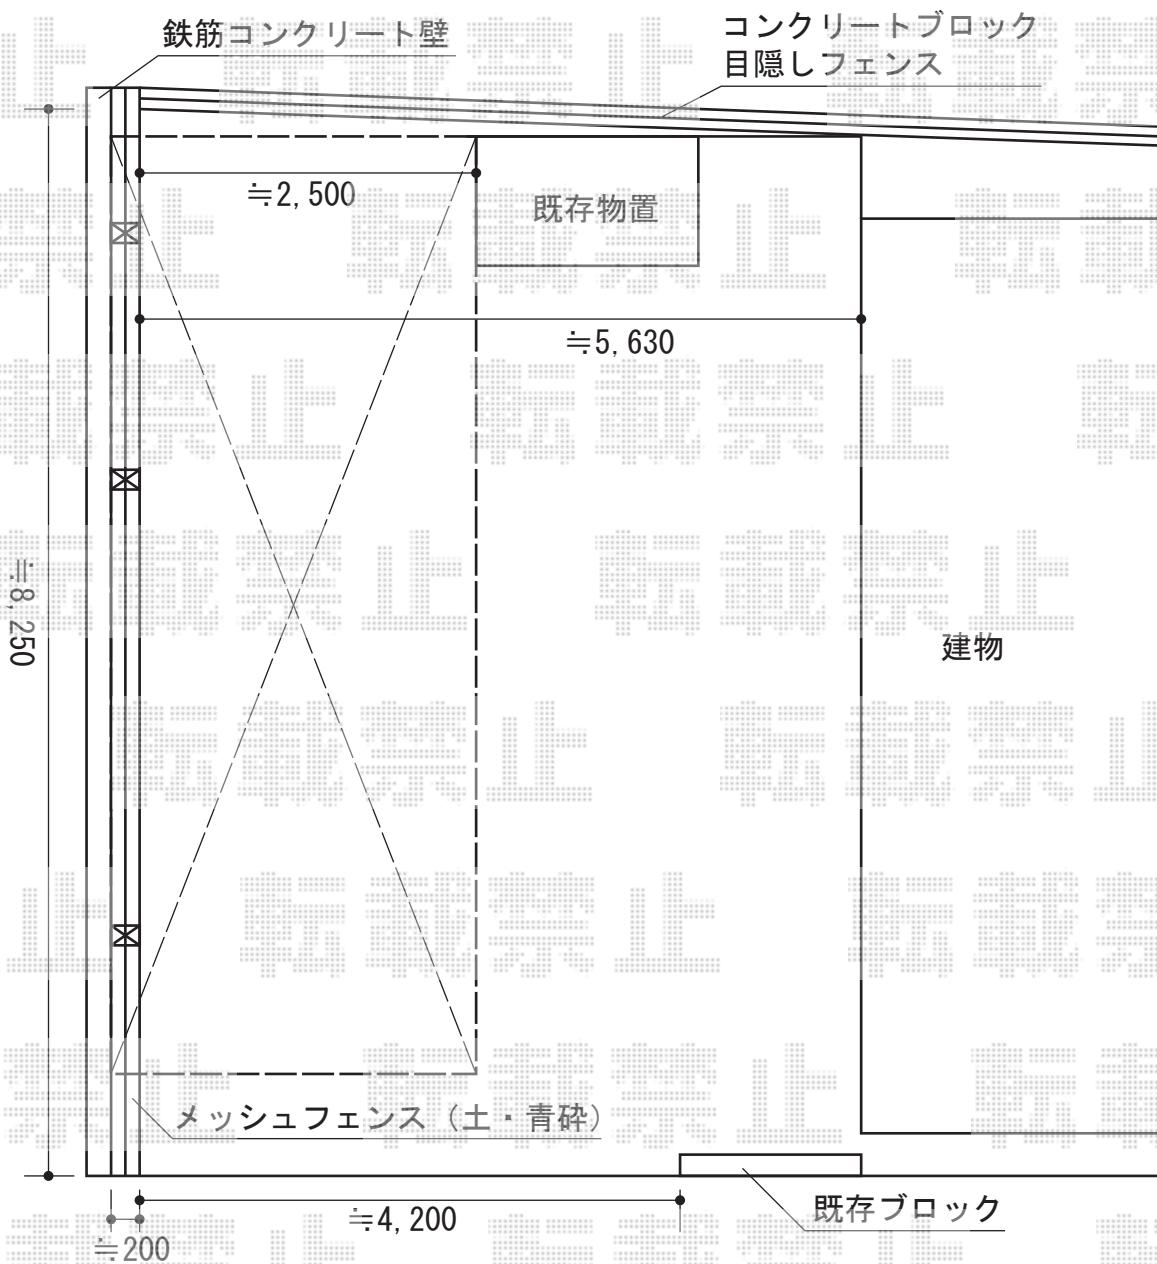 鉄筋コンクリート壁
コンクリートブロック
目隠しフェンス
≒2,500
既存物置
≒5,630
≒8,250
建物
メッシュフェンス（土・青砕）
既存ブロック
≒4,200
≒200
転載禁止